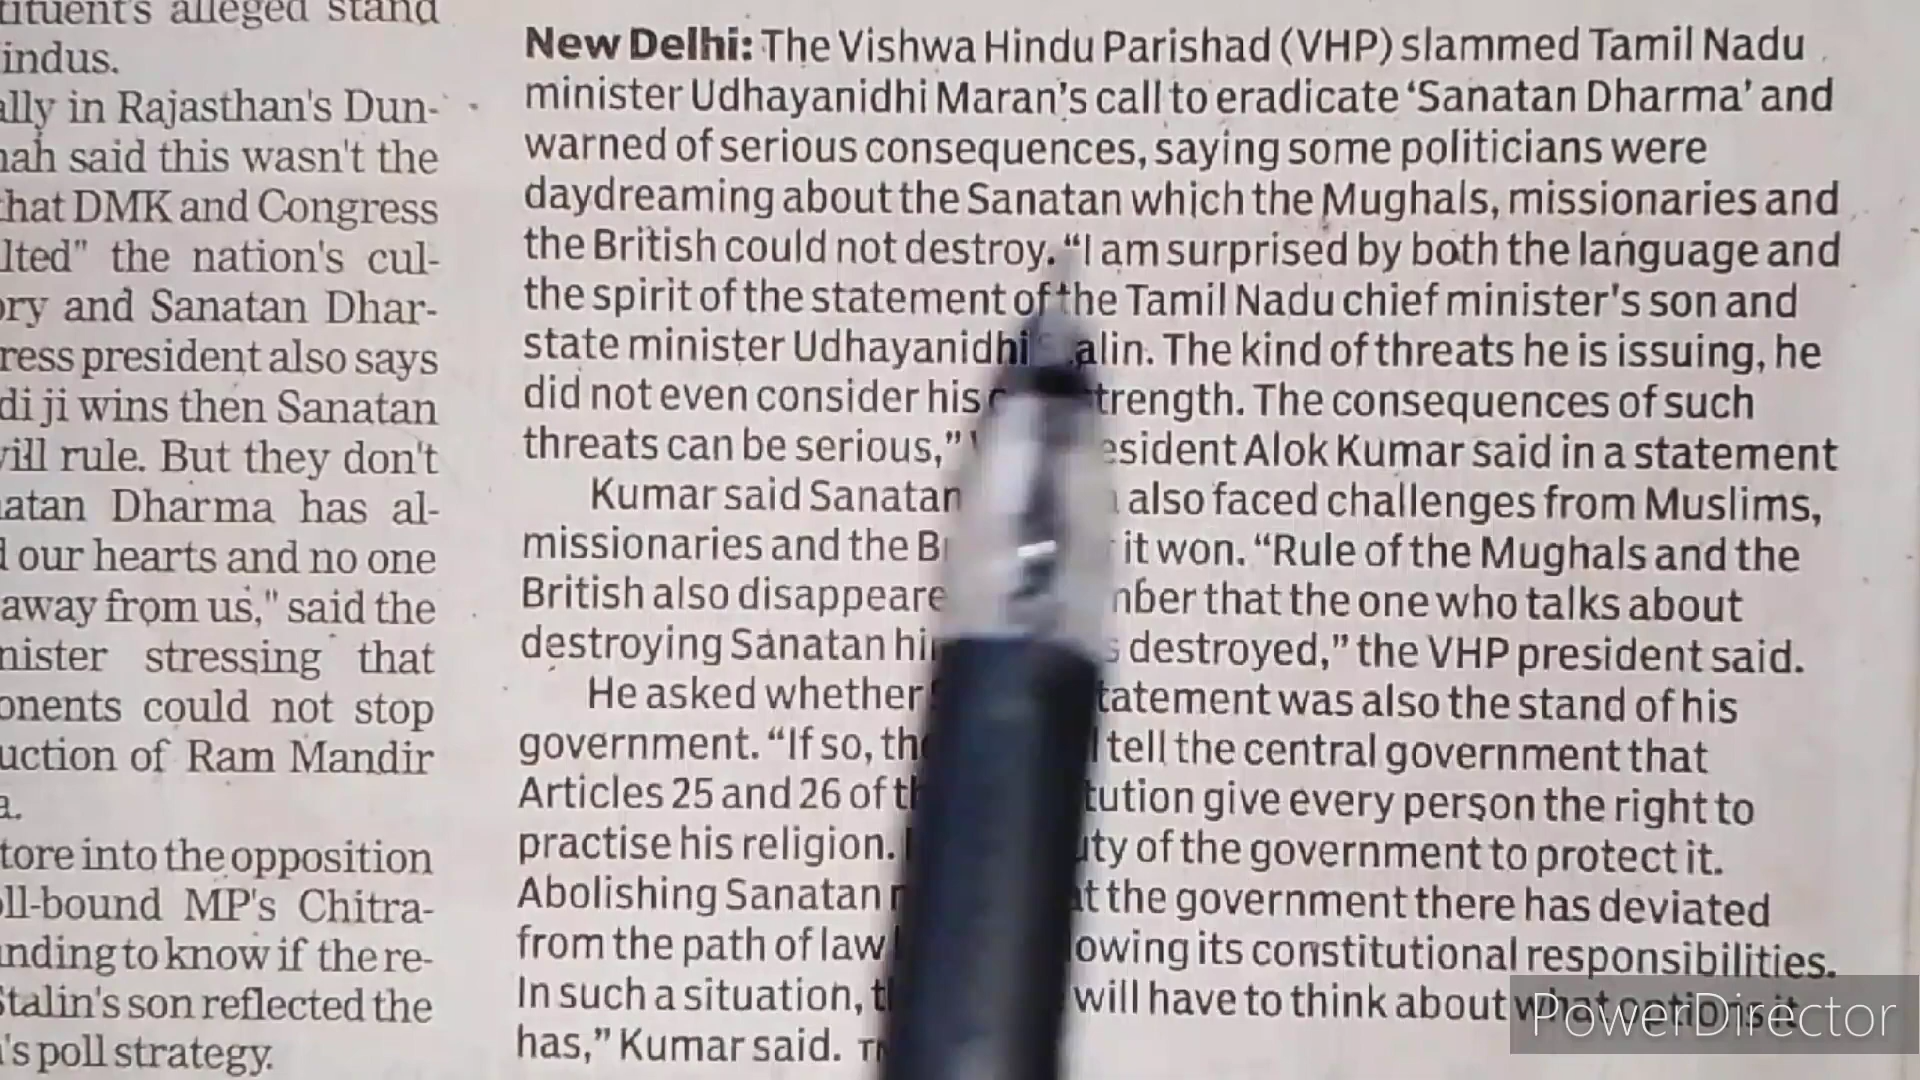 tituent's alleged stand
indus.
ally in Rajasthan's Dun-
hah said this wasn't the
that DMK and Congress
lted" the nation's cul-
ory and Sanatan Dhar-
ress president also says
di ji wins then Sanatan
will rule. But they don't
natan Dharma has al-
d our hearts and no one
away from us," said the
nister stressing that
onents could not stop
uction of Ram Mandir
a.
tore into the opposition
oll-bound MP's Chitra-
nding to know if the re-
Stalin's son reflected the
's poll strategy.
New Delhi: The Vishwa Hindu Parishad (VHP) slammed Tamil Nadu
minister Udhayanidhi Maran's call to eradicate ‘Sanatan Dharma’ and
warned of serious consequences, saying some politicians were
daydreaming about the Sanatan which the Mughals, missionaries and
the British could not destroy. “I am surprised by both the language and
the spirit of the statement of the Tamil Nadu chief minister's son and
state minister Udhayanidhi alin. The kind of threats he is issuing, he
did not even consider his trength. The consequences of such
threats can be serious,” esident Alok Kumar said in a statement
Kumar said Sanatan also faced challenges from Muslims,
missionaries and the B it won. “Rule of the Mughals and the
British also disappeare mber that the one who talks about
destroying Sanatan hi s destroyed,” the VHP president said.
He asked whether tatement was also the stand of his
government. “If so, th tell the central government that
Articles 25 and 26 of th tution give every person the right to
practise his religion. uty of the government to protect it.
Abolishing Sanatan at the government there has deviated
from the path of law owing its constitutional responsibilities.
In such a situation, t will have to think about what options it
has,” Kumar said. TN
PowerDirector